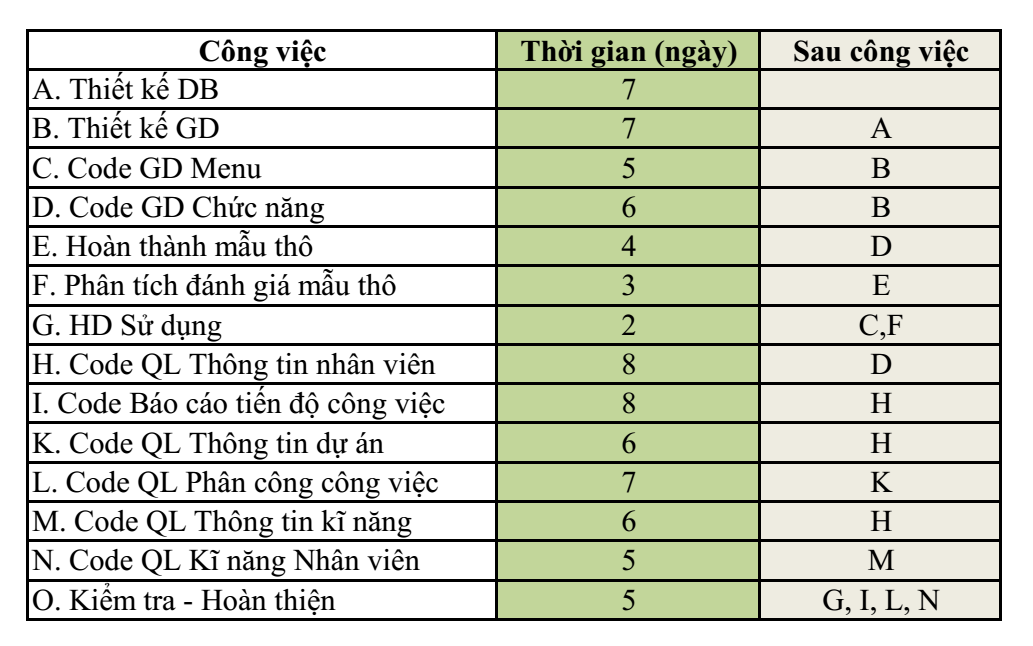 Công việc Thời gian (ngày) Sau công việc
A. Thiết kế DB 7
B. Thiết kế GD 7 A
C. Code GD Menu 5 B
D. Code GD Chức năng 6 B
E. Hoàn thành mẫu thô 4 D
F. Phân tích đánh giá mẫu thô 3 E
G. HD Sử dụng 2 C,F
H. Code QL Thông tin nhân viên 8 D
I. Code Báo cáo tiến độ công việc 8 H
K. Code QL Thông tin dự án 6 H
L. Code QL Phân công công việc 7 K
M. Code QL Thông tin kĩ năng 6 H
N. Code QL Kĩ năng Nhân viên 5 M
O. Kiểm tra - Hoàn thiện 5 G, I, L, N